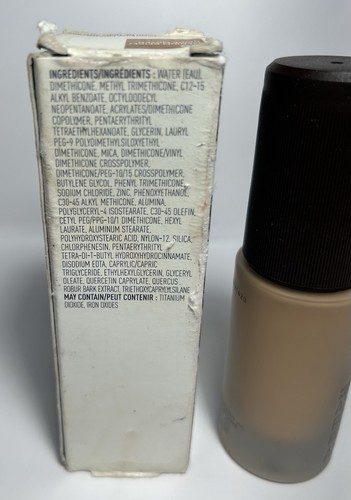 INGREDIENTS/INGRÉDIENTS : WATER (EAU),
DIMETHICONE, METHYL TRIMETHICONE, C12-15
ALKYL BENZOATE, OCTYLDODECYL
NEOPENTANOATE, ACRYLATES/DIMETHICONE
COPOLYMER, PENTAERYTHRITYL
TETRAETHYLHEXANOATE, GLYCERIN, LAURYL
PEG-9 POLYDIMETHYLSILOXYETHYL
DIMETHICONE, MICA, DIMETHICONE/VINYL
DIMETHICONE CROSSPOLYMER,
DIMETHICONE/PEG-10/15 CROSSPOLYMER,
BUTYLENE GLYCOL, PHENYL TRIMETHICONE,
SODIUM CHLORIDE, ZINC, PHENOXYETHANOL,
C30-45 ALKYL METHICONE, ALUMINA,
POLYGLYCERYL-4 ISOSTEARATE, C30-45 OLEFIN,
CETYL PEG/PPG-10/1 DIMETHICONE, HEXYL
LAURATE, ALUMINUM STEARATE,
POLYHYDROXYSTEARIC ACID, NYLON-12, SILICA,
CHLORPHENESIN, PENTAERYTHRITYL
TETRA-DI-T-BUTYL HYDROXYHYDROCINNAMATE,
DISODIUM EDTA, CAPRYLIC/CAPRIC
TRIGLYCERIDE, ETHYLHEXYLGLYCERIN, GLYCERYL
OLEATE, QUERCETIN CAPRYLATE, QUERCUS
ROBUR BARK EXTRACT, TRIETHOXYCAPRYLYLSILANE
MAY CONTAIN/PEUT CONTENIR : TITANIUM
DIOXIDE, IRON OXIDES